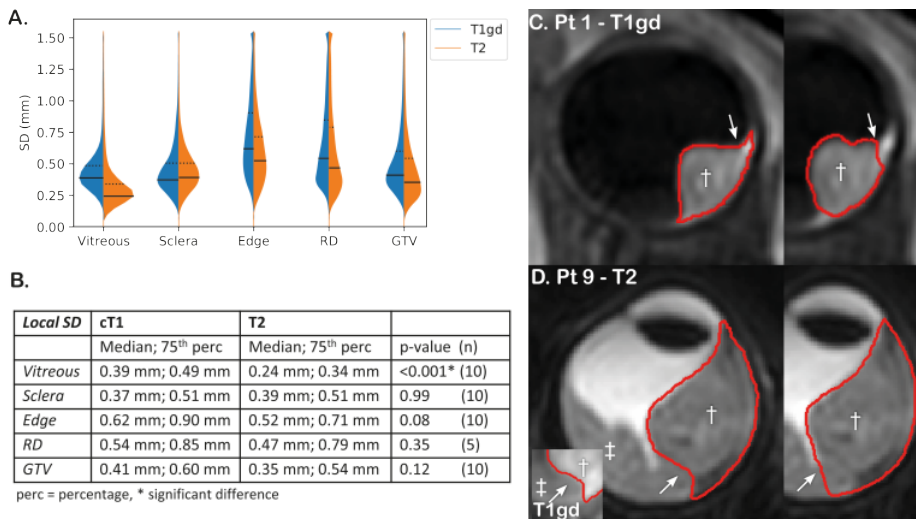 A.
T1gd
T2
1.50
1.25
1.00
0.75
0.50
0.25
0.00
SD (mm)
Vitreous Sclera Edge RD GTV
B.
Local SD cT1 T2
Median; 75th perc Median; 75th perc p-value (n)
Vitreous 0.39 mm; 0.49 mm 0.24 mm; 0.34 mm <0.001* (10)
Sclera 0.37 mm; 0.51 mm 0.39 mm; 0.51 mm 0.99 (10)
Edge 0.62 mm; 0.90 mm 0.52 mm; 0.71 mm 0.08 (10)
RD 0.54 mm; 0.85 mm 0.47 mm; 0.79 mm 0.35 (5)
GTV 0.41 mm; 0.60 mm 0.35 mm; 0.54 mm 0.12 (10)
perc = percentage, * significant difference
C. Pt 1 - T1gd
† †
D. Pt 9 - T2
† †
‡
†
‡
T1gd